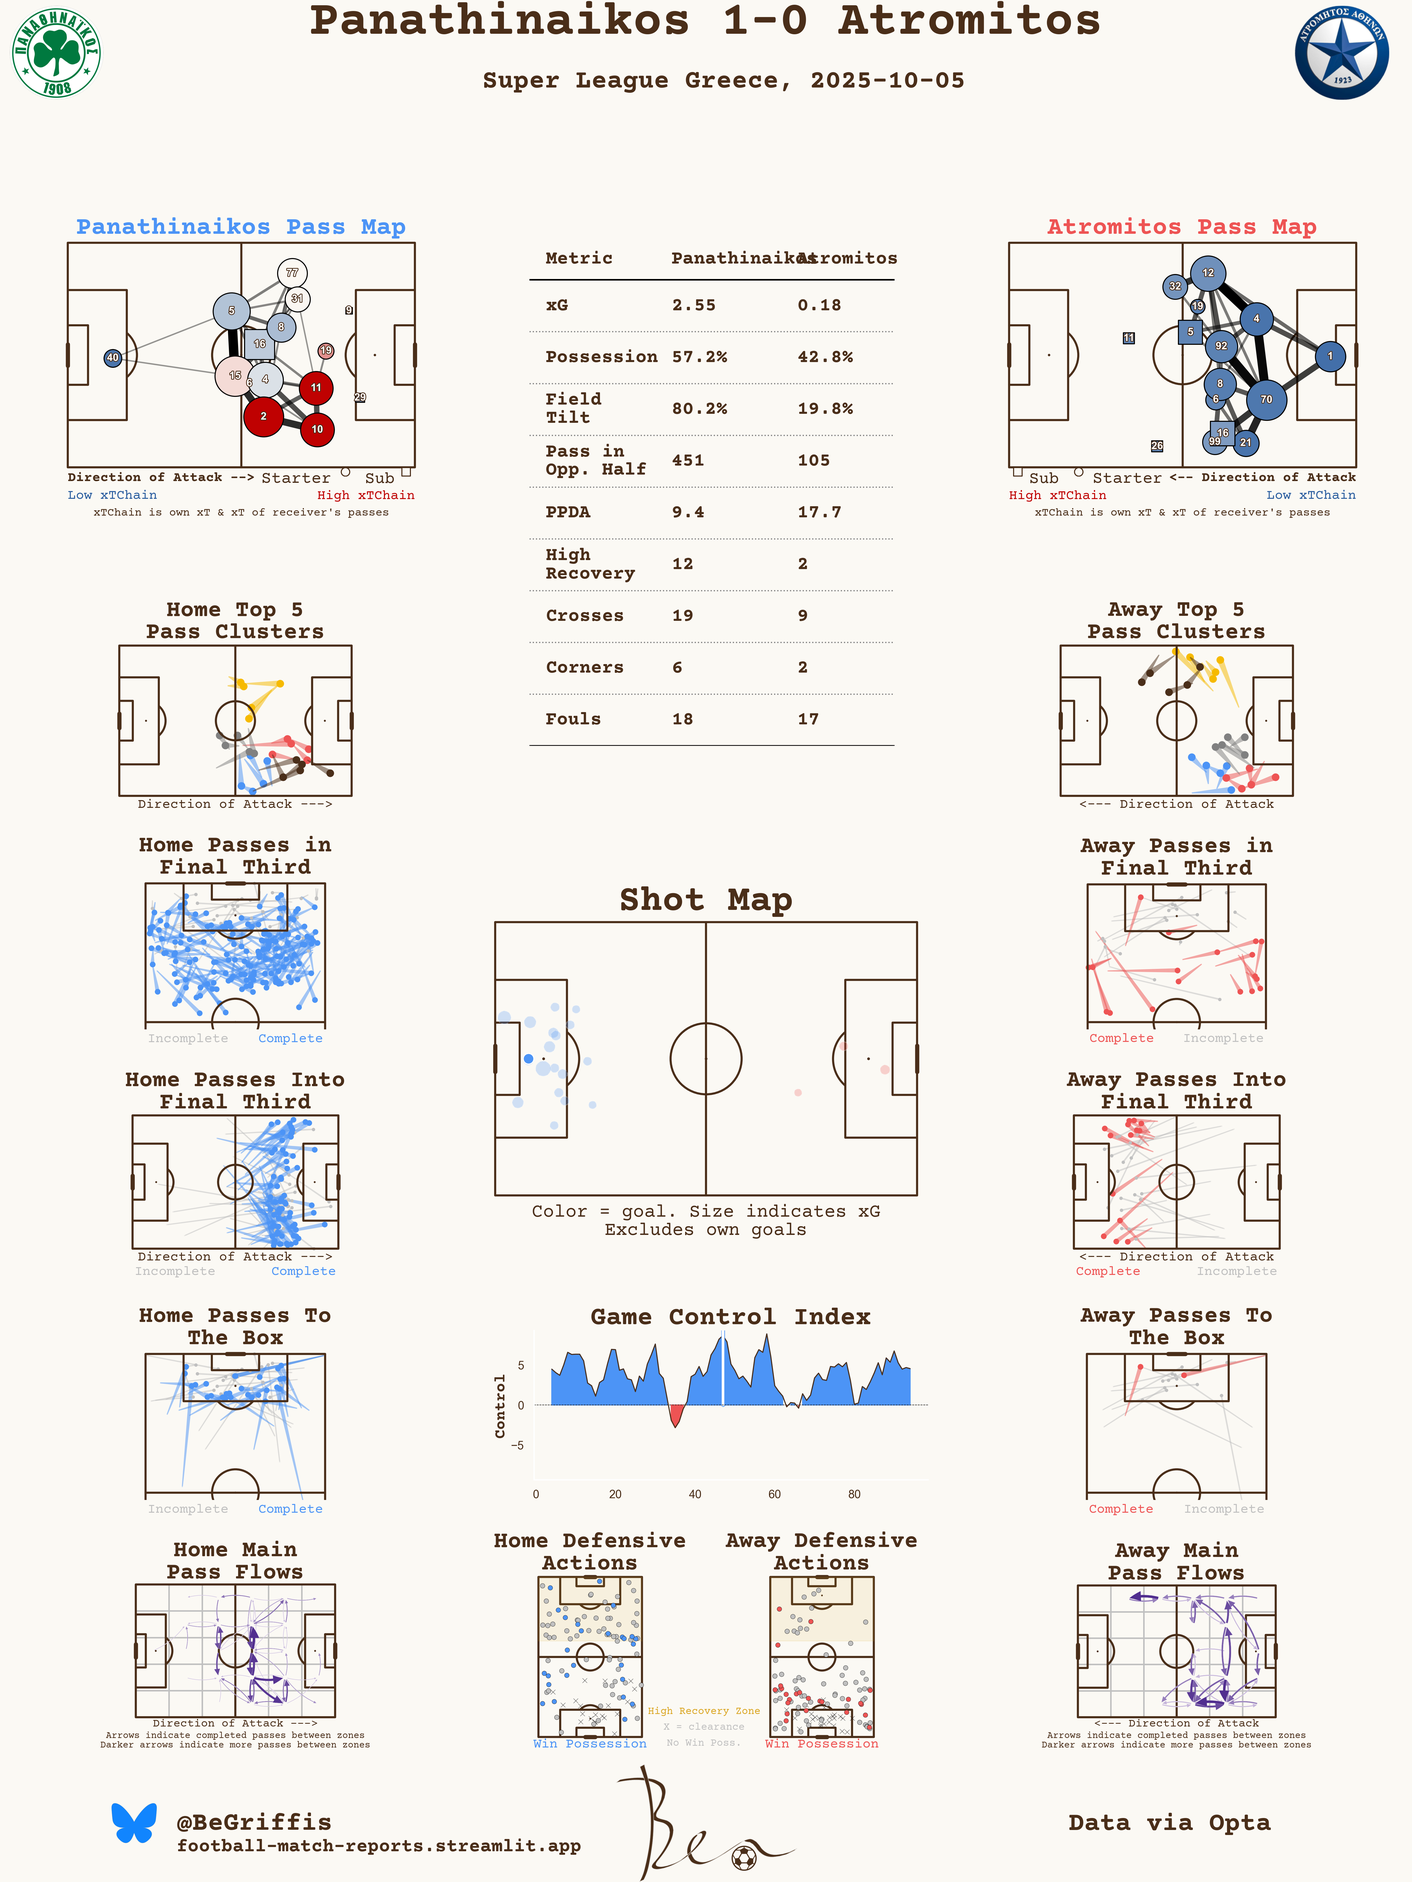 Panathinaikos 1-0 Atromitos
Super League Greece, 2025-10-05
ΠΑΝΑΘΗΝΑΪΚΟΣ
1908
ΑΤΡΟΜΗΤΟΣ ΑΘΗΝΩΝ
1923
Panathinaikos Pass Map
77
31
5
8
9
16
19
40
15
6
4
11
29
2
10
Direction of Attack --> Starter Sub
Low xTChain High xTChain
xTChain is own xT & xT of receiver's passes
Metric Panathinaikos Atromitos
xG 2.55 0.18
Possession 57.2% 42.8%
Field
Tilt 80.2% 19.8%
Pass in
Opp. Half 451 105
PPDA 9.4 17.7
High
Recovery 12 2
Crosses 19 9
Corners 6 2
Fouls 18 17
Atromitos Pass Map
12
32
19
4
5
11
92
1
8
6
70
16
99
21
26
Sub Starter <-- Direction of Attack
High xTChain Low xTChain
xTChain is own xT & xT of receiver's passes
Home Top 5
Pass Clusters
Direction of Attack --->
Away Top 5
Pass Clusters
<--- Direction of Attack
Home Passes in
Final Third
Incomplete Complete
Away Passes in
Final Third
Complete Incomplete
Shot Map
Color = goal. Size indicates xG
Excludes own goals
Home Passes Into
Final Third
Direction of Attack --->
Incomplete Complete
Away Passes Into
Final Third
<--- Direction of Attack
Complete Incomplete
Home Passes To
The Box
Incomplete Complete
Game Control Index
Control
5
0
−5
0 20 40 60 80
Away Passes To
The Box
Complete Incomplete
Home Main
Pass Flows
Direction of Attack --->
Arrows indicate completed passes between zones
Darker arrows indicate more passes between zones
Home Defensive
Actions
Win Possession
High Recovery Zone
X = clearance
No Win Poss.
Away Defensive
Actions
Win Possession
Away Main
Pass Flows
<--- Direction of Attack
Arrows indicate completed passes between zones
Darker arrows indicate more passes between zones
@BeGriffis
football-match-reports.streamlit.app
Ben
Data via Opta